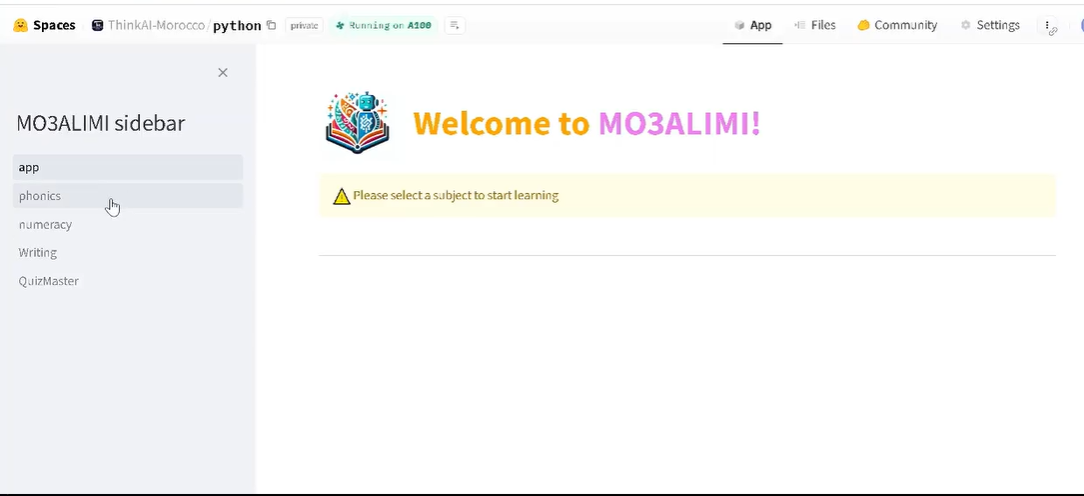 Spaces ThinkAI-Morocco/python private Running on A100 App Files Community Settings
MO3ALIMI sidebar
app
phonics
numeracy
Writing
QuizMaster
Welcome to MO3ALIMI!
Please select a subject to start learning